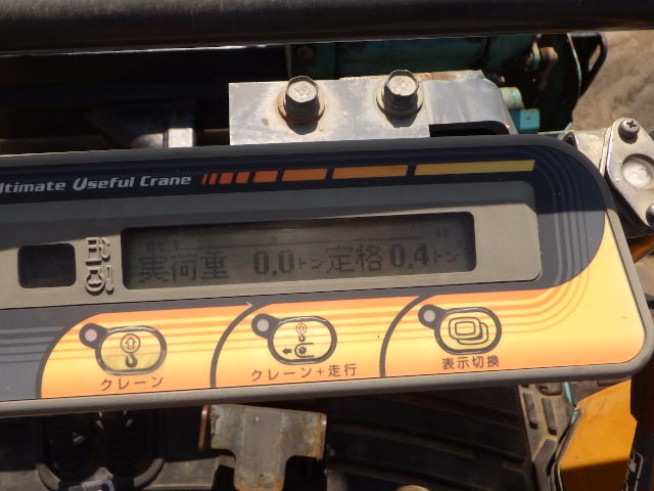 Ultimate Useful Crane
実荷重 0.0トン 定格 0.4トン
クレーン
クレーン+走行
表示切換